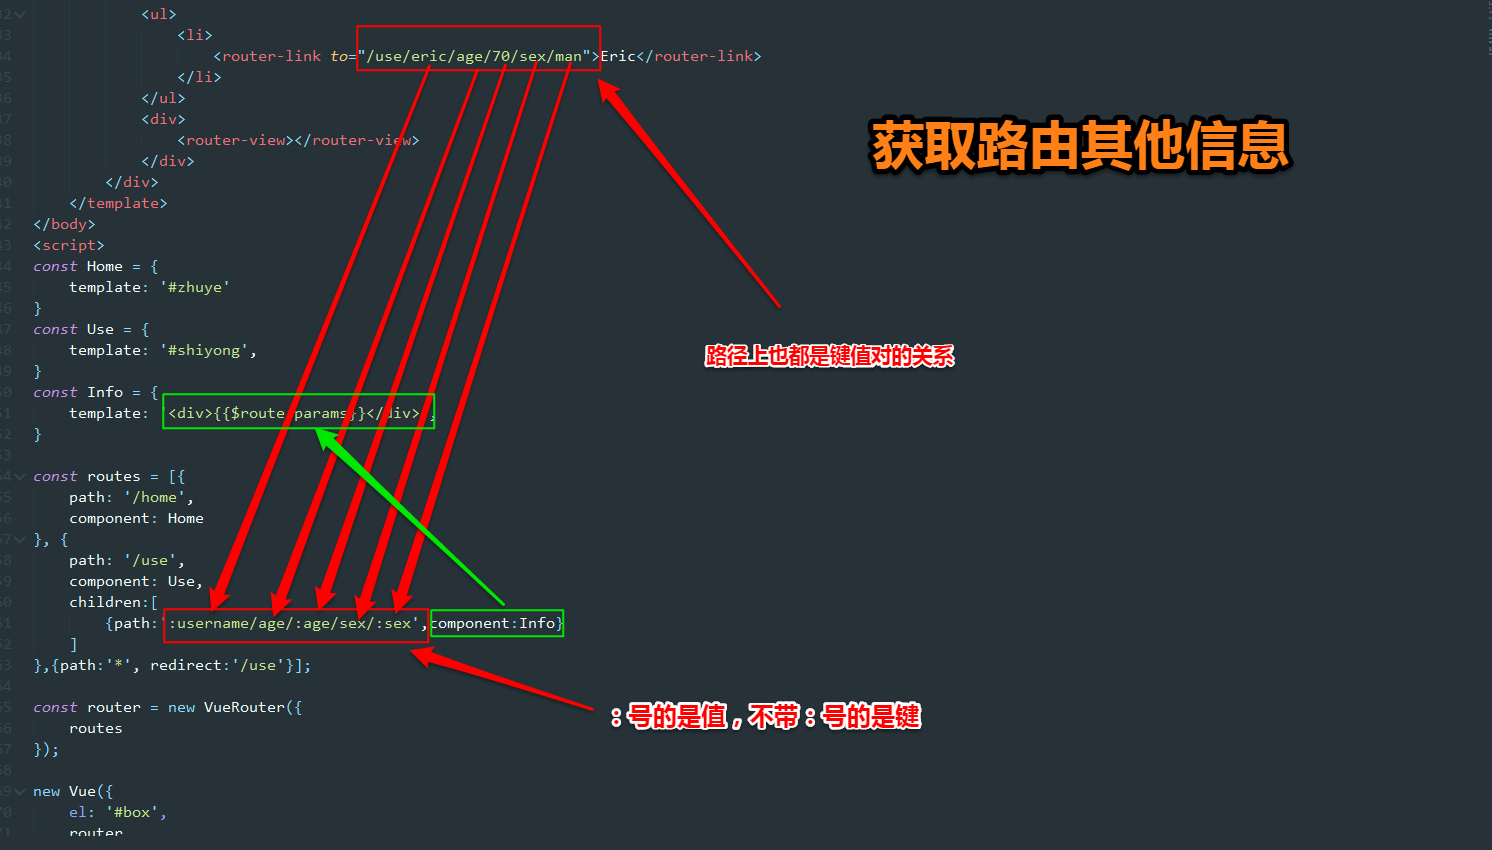 <ul>
<li>
<router-link to="/use/eric/age/70/sex/man">Eric</router-link>
</li>
</ul>
<div>
<router-view></router-view>
</div>
</div>
</template>
</body>
<script>
const Home = {
template: '#zhuye'
}
const Use = {
template: '#shiyong',
}
const Info = {
template: '<div>{{$route.params}}</div>',
}
const routes = [{
path: '/home',
component: Home
}, {
path: '/use',
component: Use,
children:[
{path:':username/age/:age/sex/:sex',component:Info}
]
},{path:'*', redirect:'/use'}];
const router = new VueRouter({
routes
});
new Vue({
el: '#box',
router
获取路由其他信息
路径上也都是键值对的关系
：号的是值，不带：号的是键